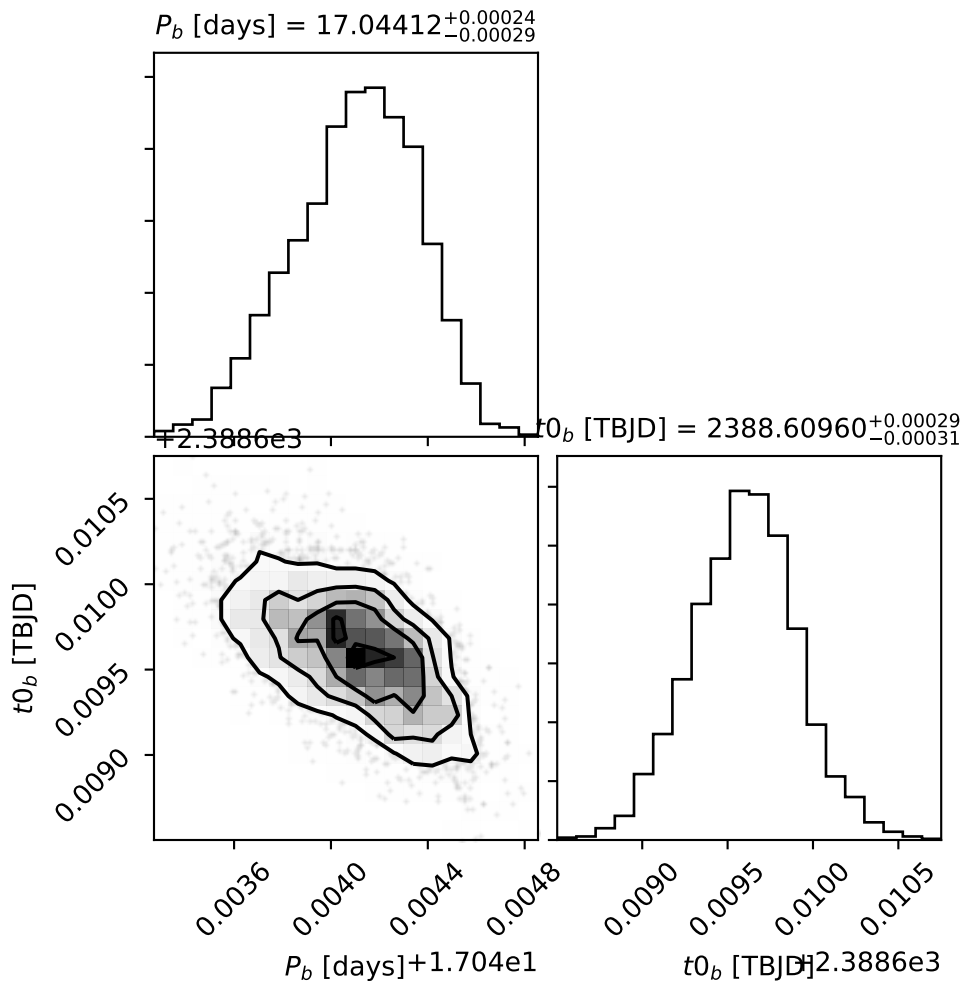 P_b [days] = 17.04412^{+0.00024}_{-0.00029}
+2.3886e3
t0_b [TBJD] = 2388.60960^{+0.00029}_{-0.00031}
0.0105
0.0100
0.0095
0.0090
t0_b [TBJD]
0.0036 0.0040 0.0044 0.0048
0.0090 0.0095 0.0100 0.0105
P_b [days] +1.704e1
t0_b [TBJD] +2.3886e3